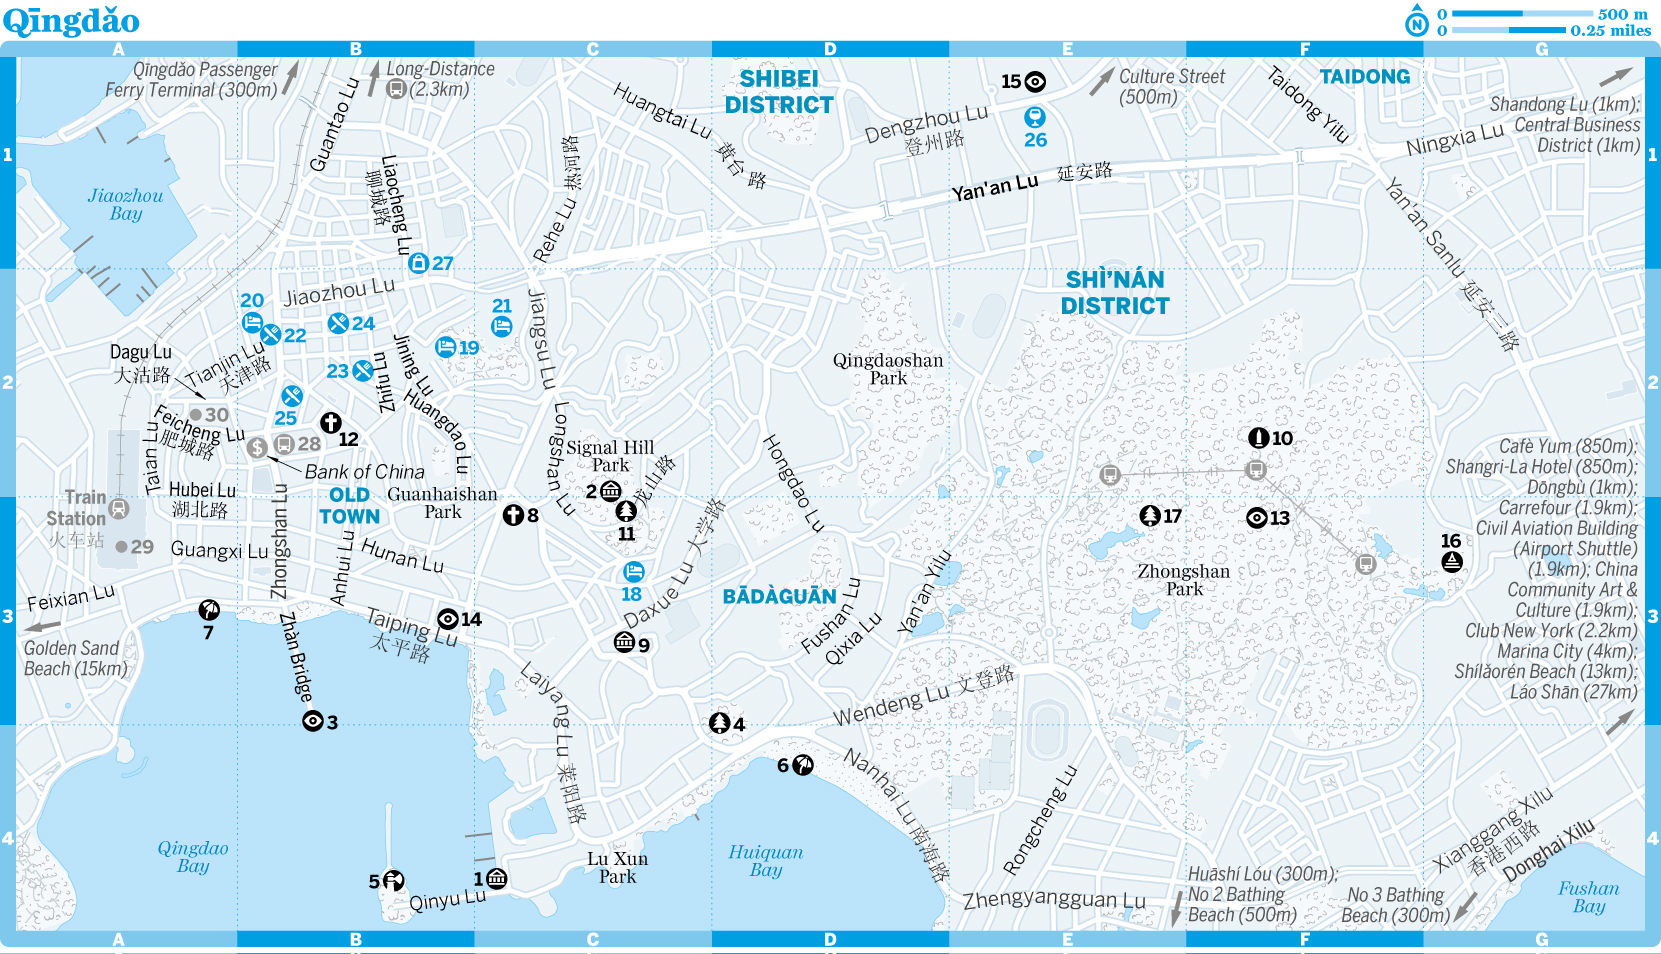 Qīngdǎo
0 500 m
0 0.25 miles
N
A B C D E F G
Qīngdǎo Passenger
Ferry Terminal (300m)
Long-Distance
(2.3km)
Guantao Lu
Huangtai Lu
黄台路
SHIBEI
DISTRICT
15
Culture Street
(500m)
26
Dengzhou Lu
登州路
Taidong Yilu
TAIDONG
Shandong Lu (1km);
Central Business
District (1km)
Ningxia Lu
1
1
Jiaozhou
Bay
Liaocheng Lu
聊城路
热河路
Rehe Lu
Yan'an Lu 延安路
Yan'an Sanlu 延安三路
27
SHÌ'NÁN
DISTRICT
Jiaozhou Lu
20
22
24
21
19
Jiangsu Lu
Dagu Lu
大沽路
Tianjin Lu
天津路
23
Zhifu Lu
Jining Lu
Huangdao Lu
Qingdaoshan
Park
2
2
25
30
Feicheng Lu
肥城路
Taian Lu
12
28
$
Bank of China
Longshan Lu
龙山路
Signal Hill
Park
Hongdao Lu
10
Cafè Yum (850m);
Shangri-La Hotel (850m);
Dōngbù (1km);
Carrefour (1.9km);
Civil Aviation Building
(Airport Shuttle)
(1.9km); China
Community Art &
Culture (1.9km);
Club New York (2.2km)
Marina City (4km);
Shílǎorén Beach (13km);
Láo Shān (27km)
Train
Station
火车站
Hubei Lu
湖北路
OLD
TOWN
Guanhaishan
Park
2
8
11
17
13
16
29
Guangxi Lu
Zhongshan Lu
Anhui Lu
Hunan Lu
Daxue Lu 大学路
18
BĀDÀGUĀN
Fushan Lu
Qixia Lu
Yan'an Yilu
Zhongshan
Park
3
3
Feixian Lu
Golden Sand
Beach (15km)
7
Zhàn Bridge
14
Taiping Lu
太平路
9
Laiyang Lu 莱阳路
Wendeng Lu 文登路
3
4
6
Nanhai Lu 南海路
Rongcheng Lu
4
4
Qingdao
Bay
5
1
Qinyu Lu
Lu Xun
Park
Huiquan
Bay
Zhengyangguan Lu
Huāshí Lóu (300m);
No 2 Bathing
Beach (500m)
No 3 Bathing
Beach (300m)
Xianggang Xilu
香港西路
Donghai Xilu
Fushan
Bay
A B C D E F G